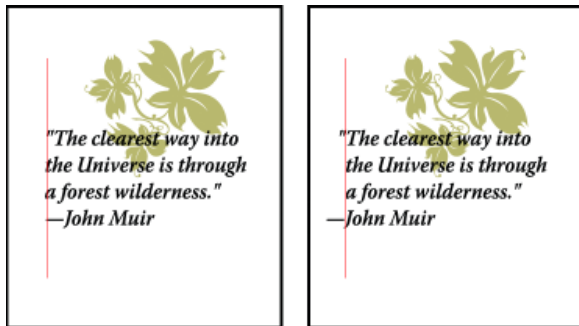 "The clearest way into
the Universe is through
a forest wilderness."
—John Muir
"The clearest way into
the Universe is through
a forest wilderness."
—John Muir